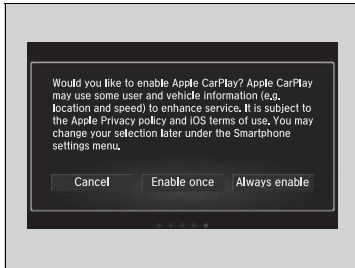 Would you like to enable Apple CarPlay? Apple CarPlay
may use some user and vehicle information (e.g.
location and speed) to enhance service. It is subject to
the Apple Privacy policy and iOS terms of use. You may
change your selection later under the Smartphone
settings menu.
Cancel Enable once Always enable